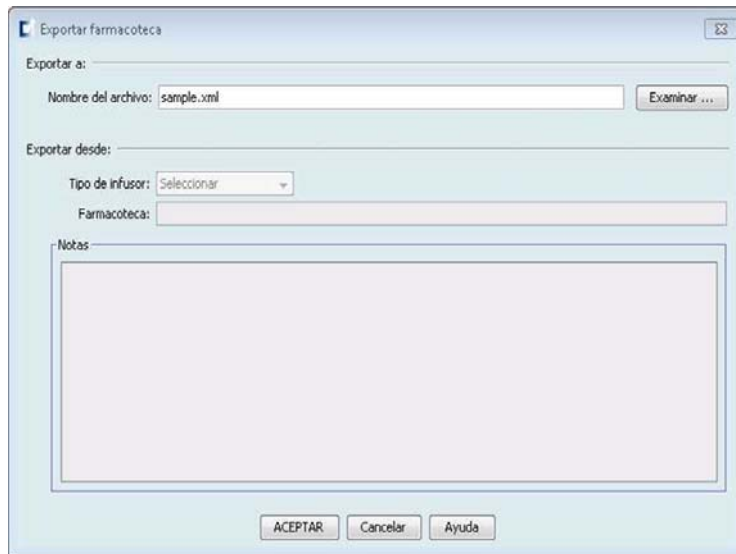 Exportar farmacoteca
Exportar a:
Nombre del archivo: sample.xml Examinar ...
Exportar desde:
Tipo de infusor: Seleccionar
Farmacoteca:
Notas
ACEPTAR Cancelar Ayuda